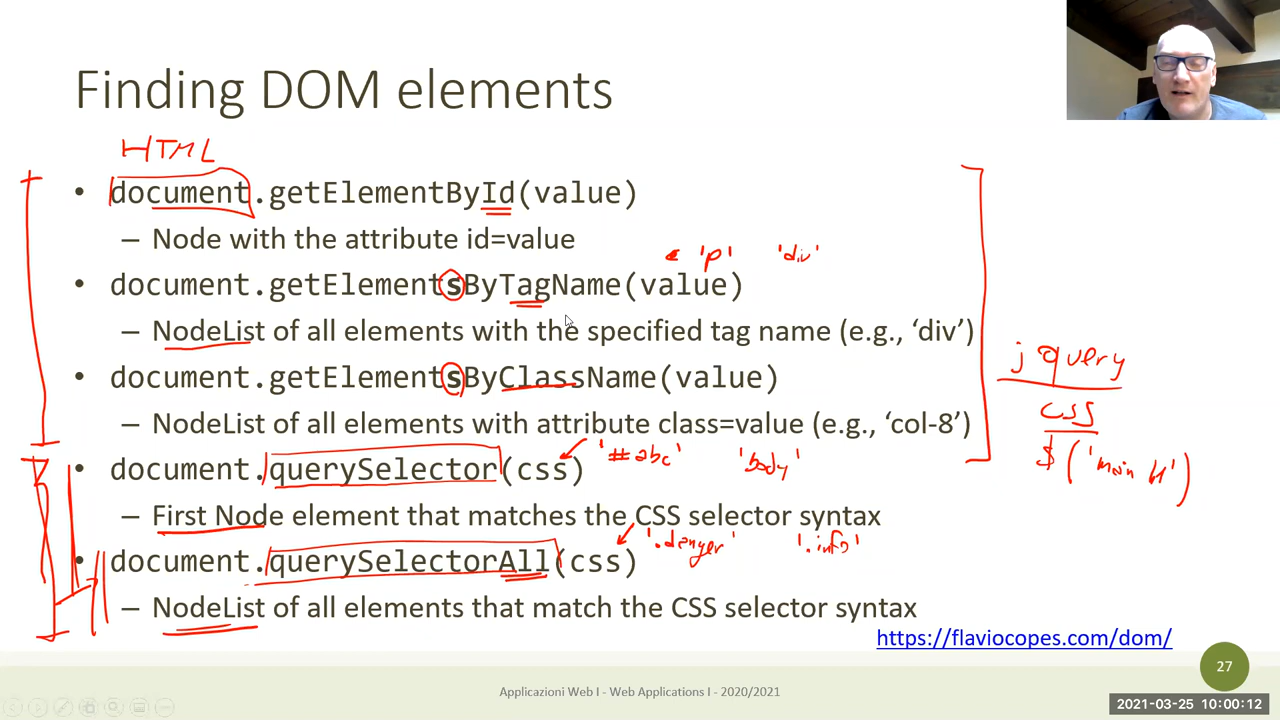 Finding DOM elements
HTML
• document.getElementById(value)
– Node with the attribute id=value
'p' 'div'
• document.getElementsByTagName(value)
– NodeList of all elements with the specified tag name (e.g., ‘div’)
• document.getElementsByClassName(value)
– NodeList of all elements with attribute class=value (e.g., ‘col-8’)
jquery
css
$('main h')
• document.querySelector(css) '#abc' 'body'
– First Node element that matches the CSS selector syntax
'.danger' '.info'
• document.querySelectorAll(css)
– NodeList of all elements that match the CSS selector syntax
https://flaviocopes.com/dom/
27
Applicazioni Web I - Web Applications I - 2020/2021
2021-03-25 10:00:12